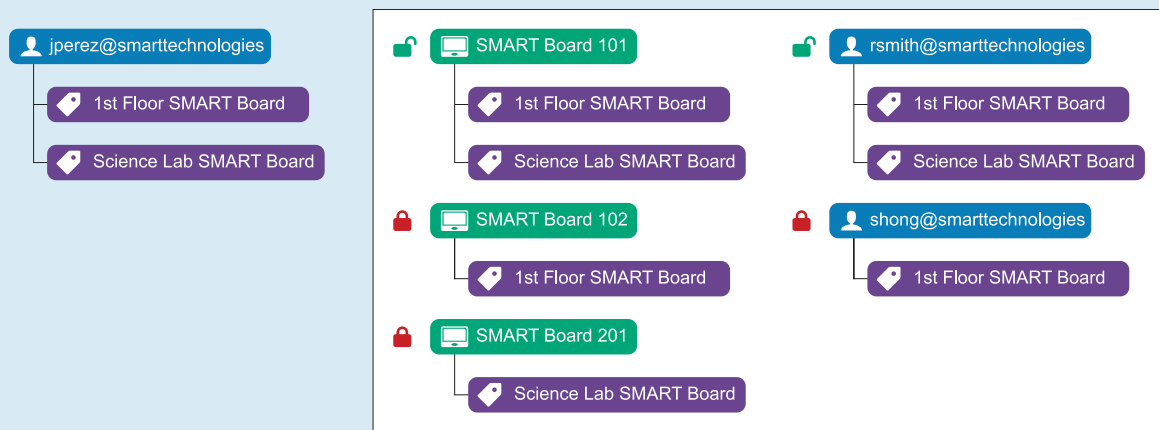 jperez@smarttechnologies
1st Floor SMART Board
Science Lab SMART Board
SMART Board 101
1st Floor SMART Board
Science Lab SMART Board
SMART Board 102
1st Floor SMART Board
SMART Board 201
Science Lab SMART Board
rsmith@smarttechnologies
1st Floor SMART Board
Science Lab SMART Board
shong@smarttechnologies
1st Floor SMART Board